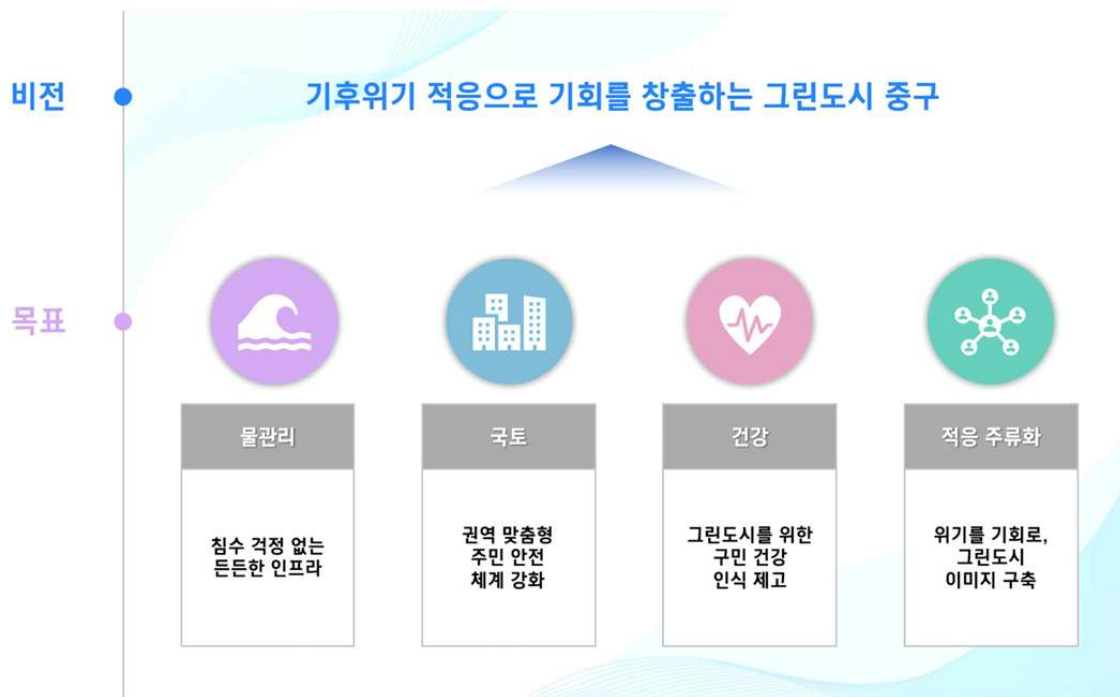 비전
기후위기 적응으로 기회를 창출하는 그린도시 중구
목표
물관리
침수 걱정 없는
든든한 인프라
국토
권역 맞춤형
주민 안전
체계 강화
건강
그린도시를 위한
구민 건강
인식 제고
적응 주류화
위기를 기회로,
그린도시
이미지 구축